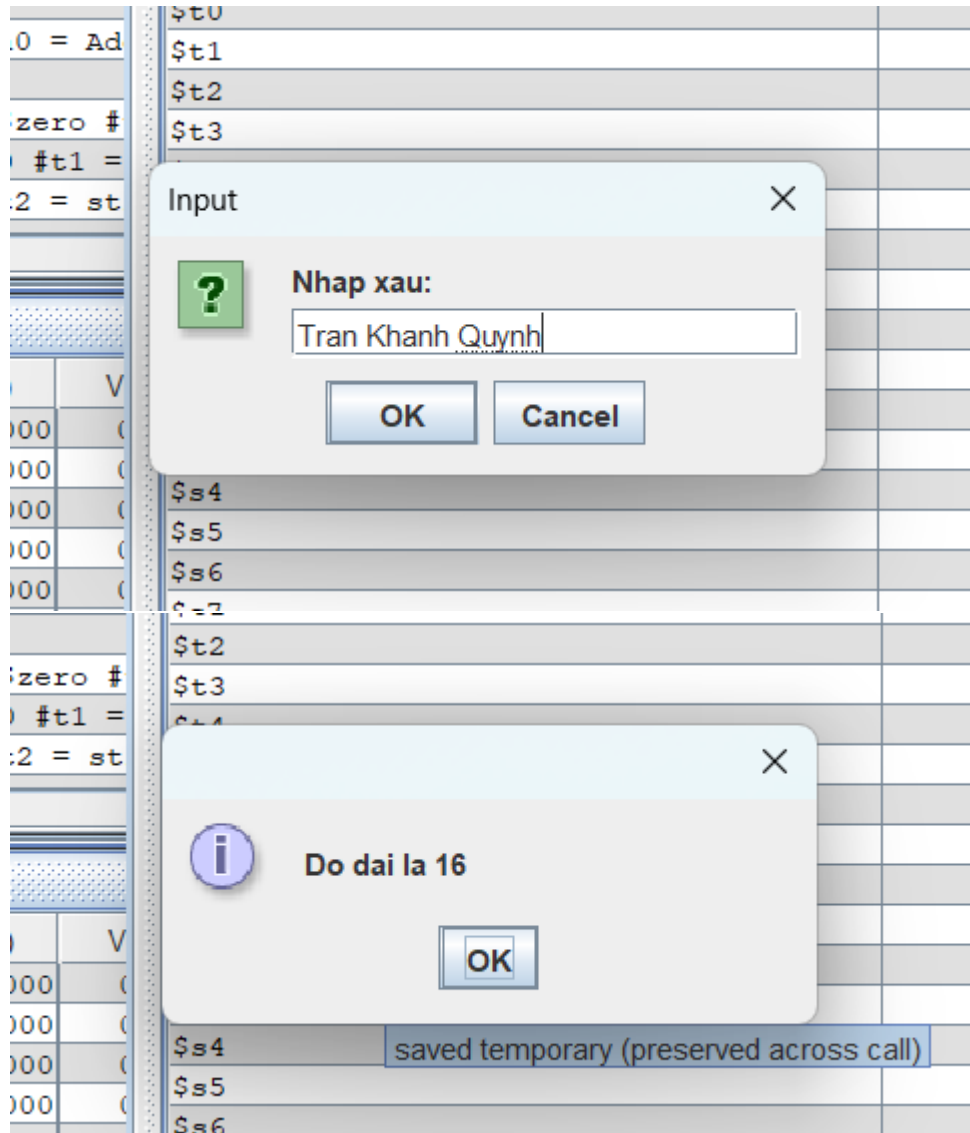 $t0
0 = Ad
$t1
$t2
zero #
$t3
#t1 =
2 = st
Input
Nhap xau:
Tran Khanh Quynh
OK
Cancel
V
000
000
000
000
000
$s4
$s5
$s6
$t2
zero #
$t3
#t1 =
2 = st
Do dai la 16
OK
V
000
000
000
000
$s4
saved temporary (preserved across call)
$s5
$s6